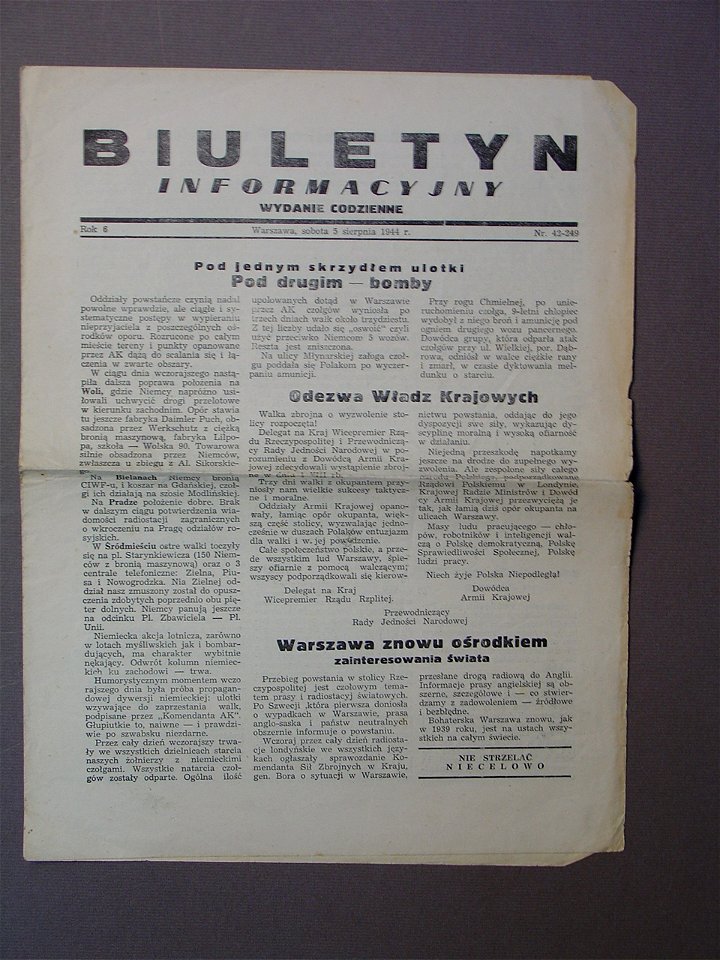 BIULETYN
INFORMACYJNY
WYDANIE CODZIENNE
Rok 6 Warszawa, sobota 5 sierpnia 1944 r. Nr. 42-249
Pod jednym skrzydłem ulotki
Pod drugim — bomby
Oddziały powstańcze czynią nadal
powolne wprawdzie, ale ciągłe i sy-
stematyczne postępy w wypieraniu
nieprzyjaciela z poszczególnych o-
środków oporu. Rozrucone po całym
mieście tereny i punkty opanowane
przez AK dążą do scalania się i łą-
czenia w zwarte obszary.
W ciągu dnia wczorajszego nastą-
piła dalsza poprawa położenia na
Woli, gdzie Niemcy napróżno usi-
łowali uchwycić drogi przelotowe
w kierunku zachodnim. Opór stawia
tu jeszcze fabryka Daimler Puch, ob-
sadzona przez Werkschutz z ciężką
bronią maszynową, fabryka Lilpo-
pa, szkoła — Wolska 90. Towarowa
silnie obsadzona przez Niemców,
zwłaszcza u zbiegu z Al. Sikorskie-
Na Bielanach Niemcy bronią
CIWF-u, i koszar na Gdańskiej, czoł-
gi ich działają na szosie Modlińskiej.
Na Pradze położenie dobre. Brak
w dalszym ciągu potwierdzenia wia-
domości radiostacji zagranicznych
o wkroczeniu na Pragę odziałów ro-
syjskich.
W Śródmieściu ostre walki toczyły
się na pl. Starynkiewicza (150 Niem-
ców z bronią maszynową) oraz o 3
centrale telefoniczne: Zielna, Piu-
sa i Nowogrodzka. Nia Zielnej od-
dział nasz zmuszony został do opusz-
czenia zdobytych poprzednio obu pię-
ter dolnych. Niemcy panują jeszcze
na odcinku Pl. Zbawiciela — Pl.
Unii.
Niemiecka akcja lotnicza, zarówno
w lotach myśliwskich jak i bombar-
dujących, ma charakter wybitnie
nękający. Odwrót kolumn niemiec-
kich ku zachodowi — trwa.
Humorystycznym momentem wczo
rajszego dnia była próba propagan-
dowej dywersji niemieckiej: ulotki
wzywające do zaprzestania walk,
podpisane przez „Komendanta AK".
Głupiutkie to, naiwne — i prawdzi-
wie po szwabsku niezdarne.
Przez cały dzień wczorajszy trwa-
ły we wszystkich dzielnicach starcia
naszych żołnierzy z niemieckimi
czołgami. Wszystkie natarcia czoł-
gów zostały odparte. Ogólna ilość
upolowanych dotąd w Warszawie
przez AK czołgów wyniosła po
trzech dniach walk około trzydziestu.
Z tej liczby udało się „oswoić" czyli
użyć przeciwko Niemcom 5 wozów.
Reszta jest zniszczona.
Na ulicy Młynarskiej załoga czoł-
gu poddała się Polakom po wyczer-
paniu amunicji.
Przy rogu Chmielnej, po unie-
ruchomieniu czołga, 9-letni chłopiec
wydobył z niego broń i amunicję pod
ogniem drugiego wozu pancernego.
Dowódca grupy, która odparła atak
czołgów przy ul. Wielkiej, por. Dąb-
rowa, odniósł w walce ciężkie rany
i zmarł, w czasie dyktowania mel-
dunku o starciu.
Odezwa Władz Krajowych
Walka zbrojna o wyzwolenie sto-
licy rozpoczęta!
Delegat na Kraj Wicepremier Rzą-
du Rzeczypospolitej i Przewodniczą-
cy Rady Jedności Narodowej w po-
rozumieniu z Dowódcą Armii Kra-
jowej zdecydowali wystąpienie zbroj-
ne w dniu 1 VIII br.
Trzy dni walki z okupantem przy-
niosły nam wielkie sukcesy taktycz-
ne i moralne.
Oddziały Armii Krajowej opano-
wały, łamiąc opór okupanta, więk-
szą część stolicy, wyzwalając jedno-
cześnie w duszach Polaków entuzjazm
dla walki i w. jej powodzenie.
Całe społeczeństwo polskie, a prze-
de wszystkim lud Warszawy, śpie-
szy ofiarnie z pomocą walczącym;
wszyscy podporządkowali się kierow-
nictwu powstania, oddając do jego
dyspozycji swe siły, wykazując dy-
scyplinę moralną i wysoką ofiarność
w działaniu.
Niejedną przeszkodę napotkamy
jeszcze na drodze do zupełnego wy-
zwolenia. Ale zespolone siły całego
Narodu Polskiego, podporządkowane
Rządowi Polskiemu w Londynie,
Krajowej Radzie Ministrów i Dowód
cy Armii Krajowej przezwyciężą je
tak, jak łamią dziś opór okupanta na
ulicach Warszawy.
Masy ludu pracującego — chło-
pów, robotników i inteligencji wal-
czą o Polskę demokratyczną, Polskę
Sprawiedliwości Społecznej, Polskę
ludzi pracy.
Niech żyje Polska Niepodległa!
Delegat na Kraj
Wicepremier Rządu Rzplitej.
Dowódca
Armii Krajowej
Przewodniczący
Rady Jedności Narodowej
Warszawa znowu ośrodkiem
zainteresowania świata
Przebieg powstania w stolicy Rze-
czypospolitej jest czołowym tema-
tem prasy i radiostacyj światowych.
Po Szwecji ,która pierwsza doniosła
o wypadkach w Warszawie, prasa
anglo-saska i państw neutralnych
obszernie informuje o powstaniu.
Wczoraj przez cały dzień radiosta-
cje londyńskie we wszystkich języ-
kach ogłaszały sprawozdanie Ko-
mendanta Sił Zbrojnych w Kraju,
gen. Bora o sytuacji w Warszawie,
przesłane drogą radiową do Anglii.
Informacje prasy angielskiej są ob-
szerne, szczegółowe i — co stwier-
dzamy z zadowoleniem — źródłowe
i bezbłędne.
Bohaterska Warszawa znowu, jak
w 1939 roku, jest na ustach wszy-
stkich na całym świecie.
NIE STRZELAĆ
NIECELOWO